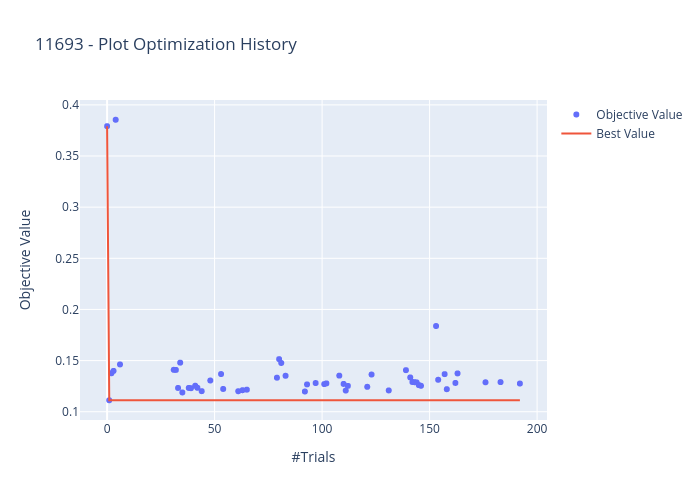 11693 - Plot Optimization History
Objective Value
Best Value
0.4
0.35
0.3
0.25
0.2
0.15
0.1
Objective Value
0
50
100
150
200
#Trials